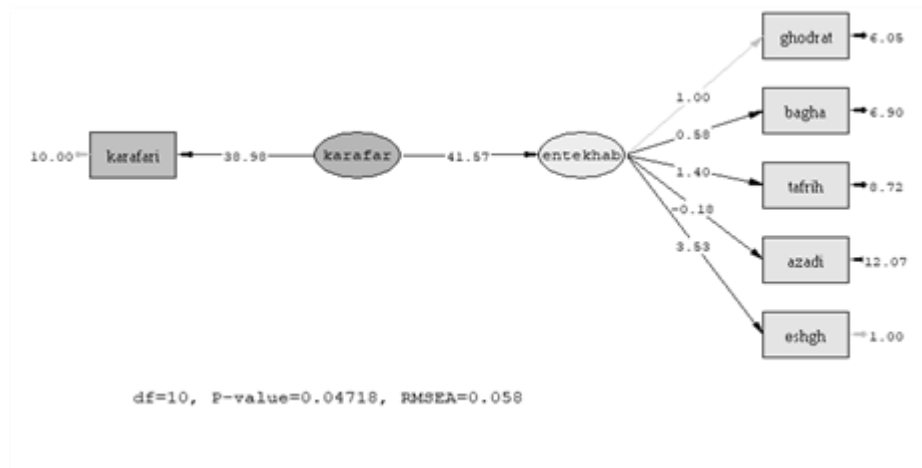 ghodrat 6.05
1.00
bagha 6.90
0.58
10.00 karafari 38.98 karafar 41.57 entekhab
1.40
tafrih 8.72
-0.18
3.53
azadi 12.07
eshgh 1.00
df=10, P-value=0.04718, RMSEA=0.058